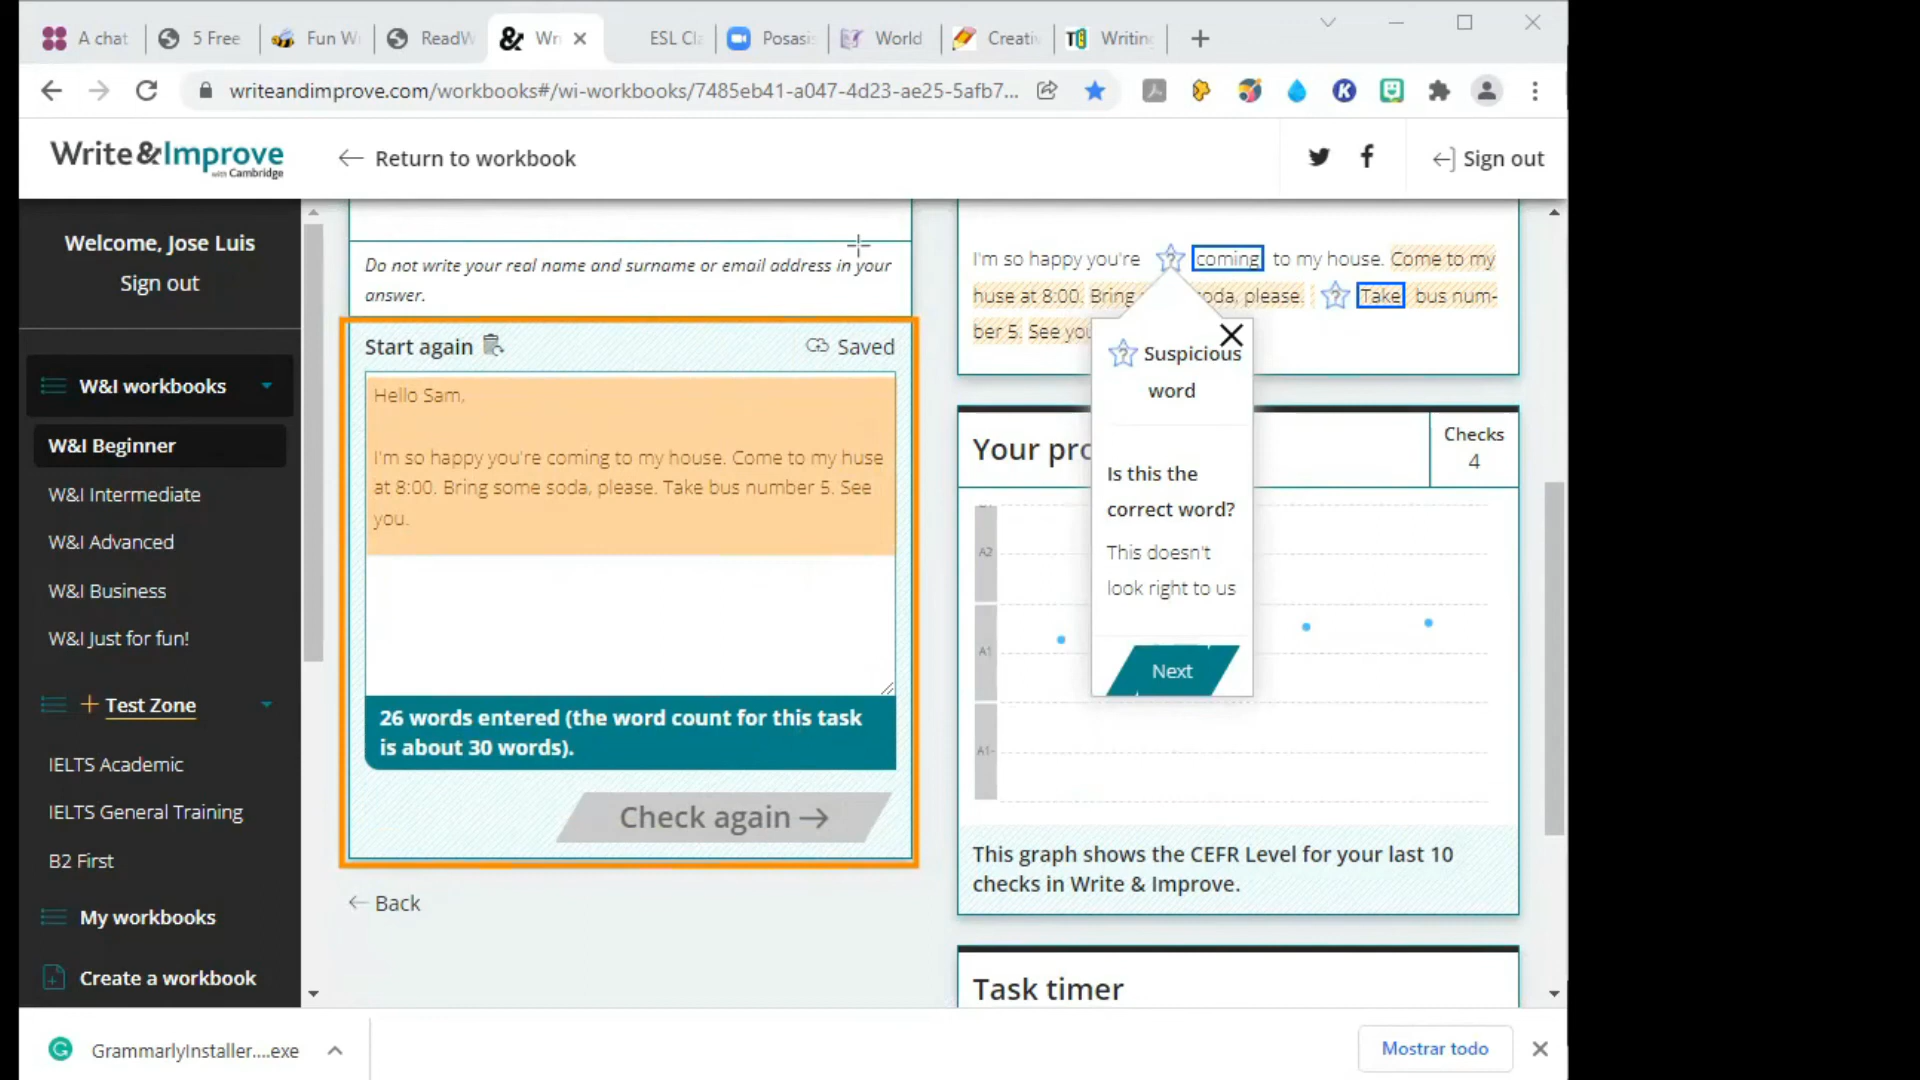 A chat
5 Free
Fun W
ReadW
Wr
ESL Cla
Posasi
World
Creati
Writing
writeandimprove.com/workbooks#/wi-workbooks/7485eb41-a047-4d23-ae25-5afb7...
Write&Improve
with Cambridge
Return to workbook
Sign out
Welcome, Jose Luis
Sign out
W&I workbooks
W&I Beginner
W&I Intermediate
W&I Advanced
W&I Business
W&I Just for fun!
Test Zone
IELTS Academic
IELTS General Training
B2 First
My workbooks
Create a workbook
Do not write your real name and surname or email address in your
answer.
Start again
Saved
Hello Sam,
I'm so happy you're coming to my house. Come to my huse
at 8:00. Bring some soda, please. Take bus number 5. See
you.
26 words entered (the word count for this task
is about 30 words).
Check again
Back
I'm so happy you're coming to my house. Come to my
huse at 8:00. Bring oda, please. Take bus num-
ber 5. See you
Suspicious
word
Is this the
correct word?
This doesn't
look right to us
Next
Your pro
Checks
4
A2
A1
A1-
This graph shows the CEFR Level for your last 10
checks in Write & Improve.
Task timer
GrammarlyInstaller....exe
Mostrar todo